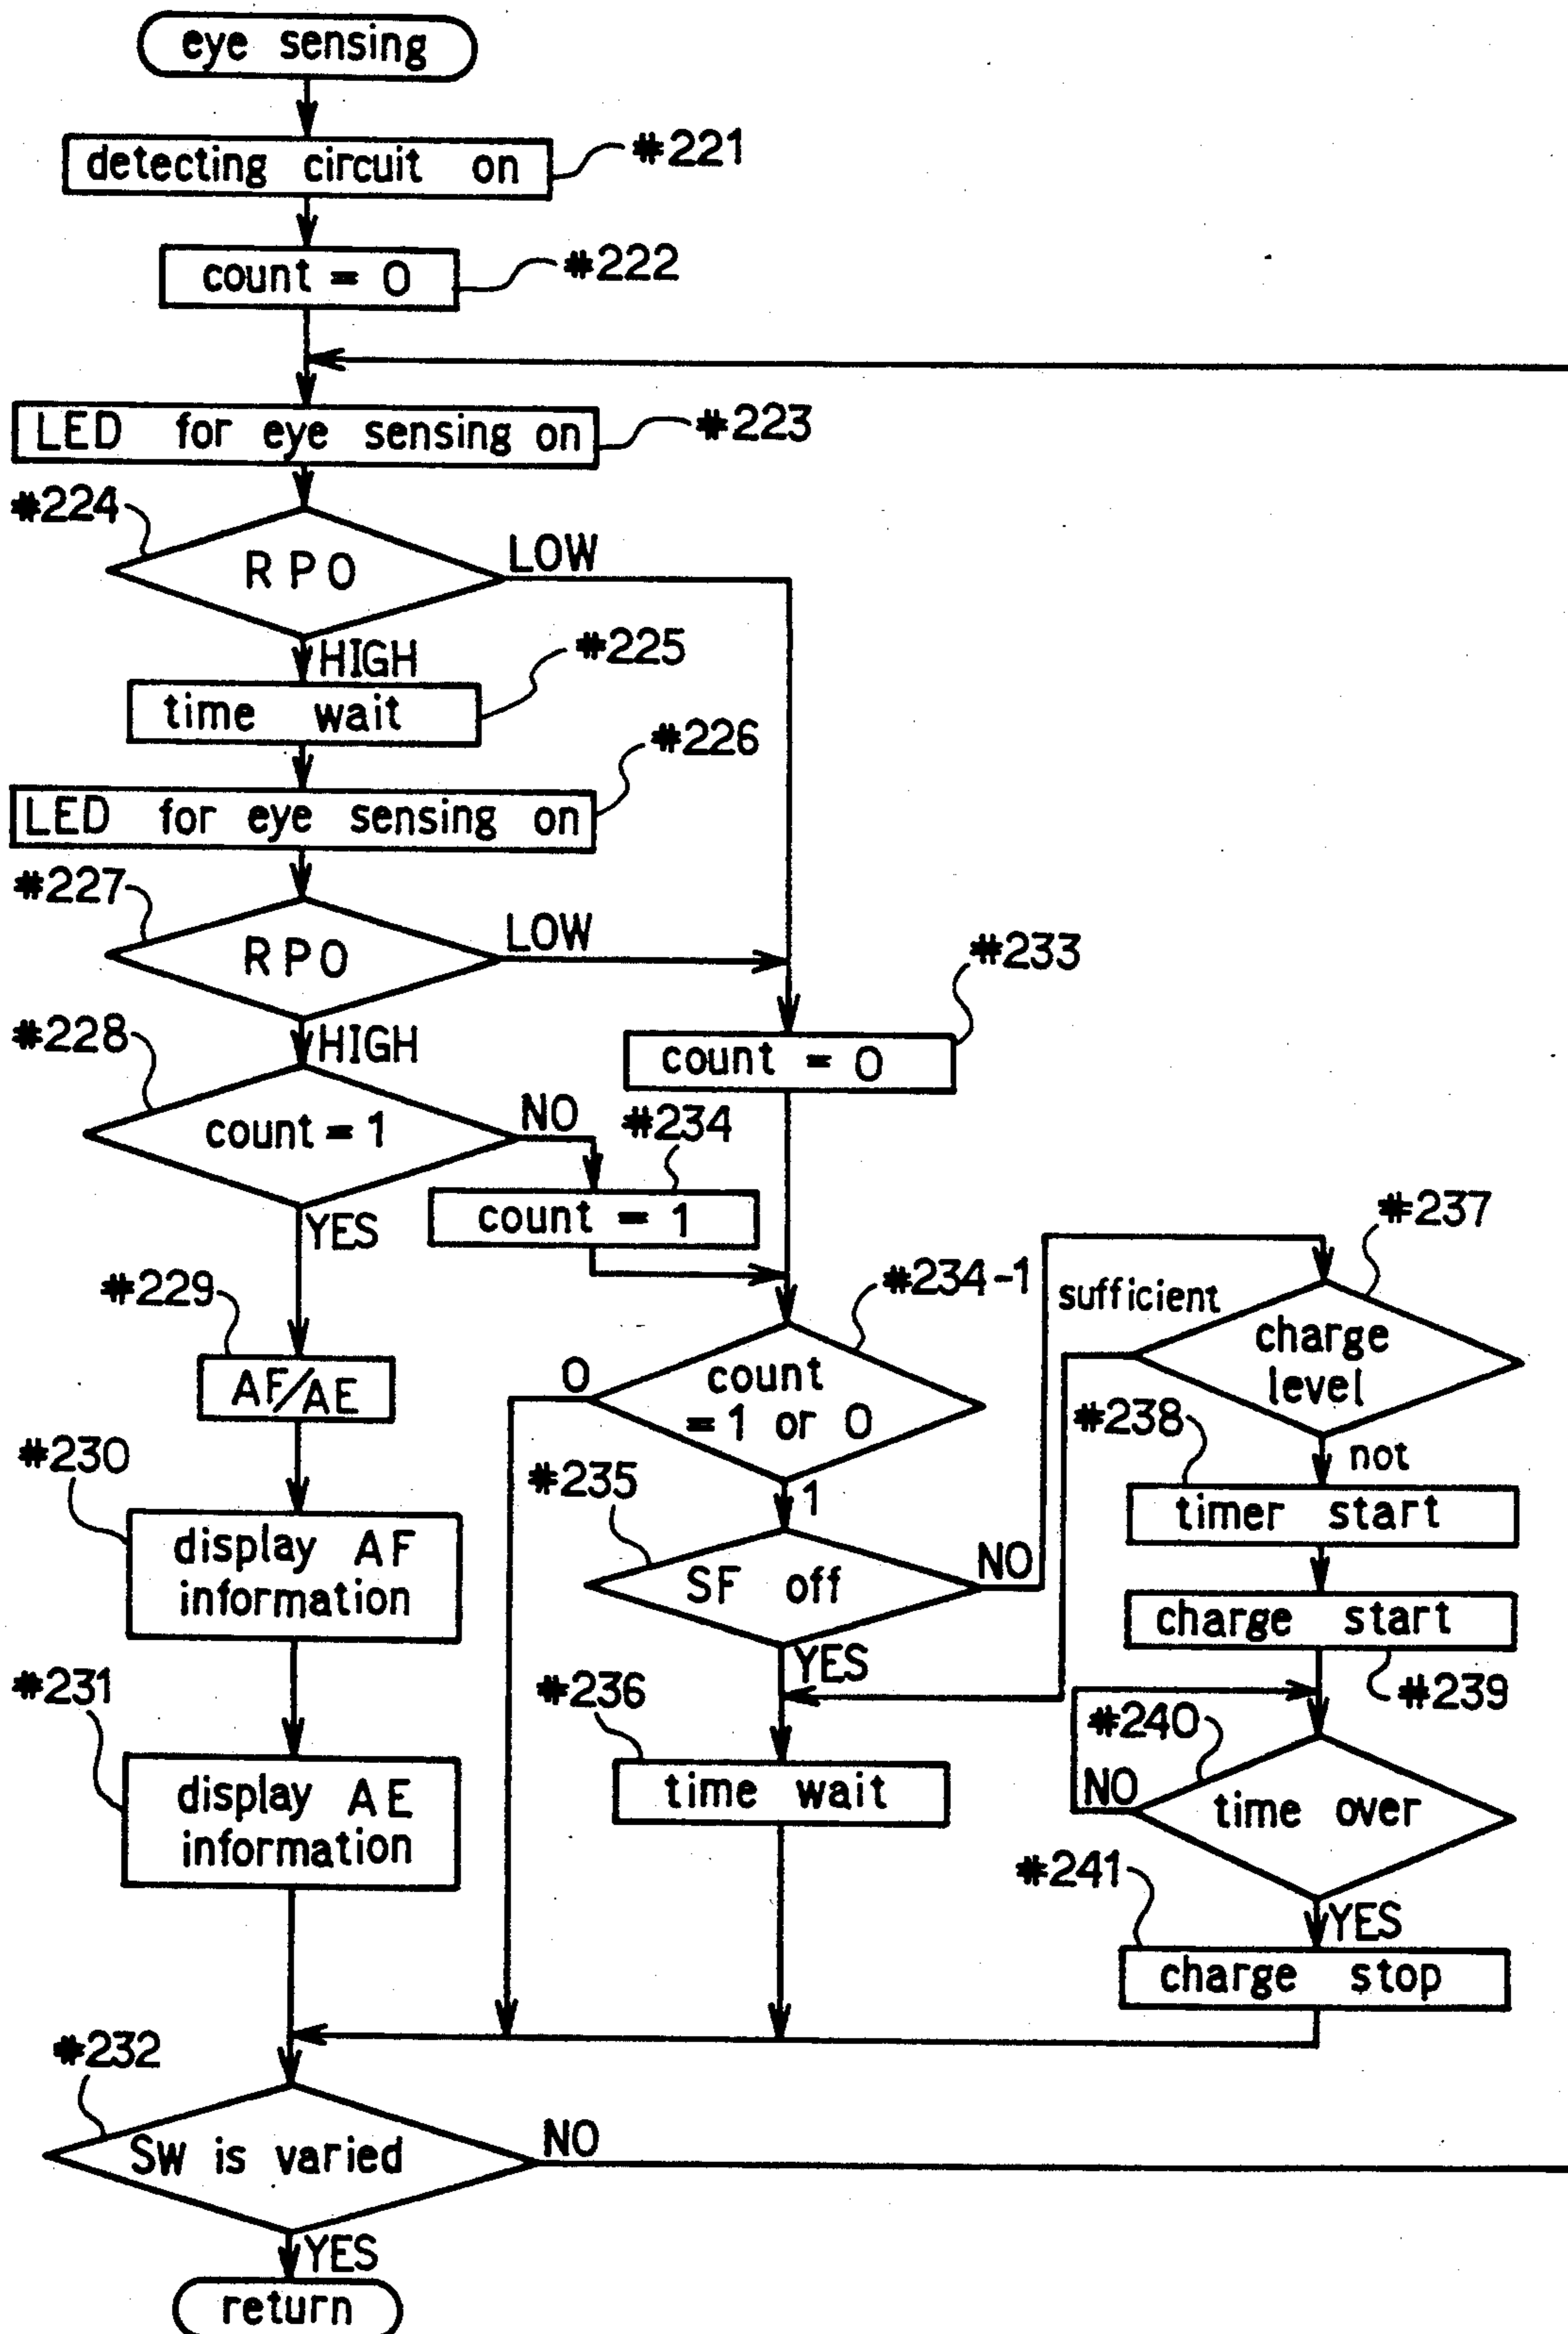 eye sensing
detecting circuit on
#221
count = 0
#222
LED for eye sensing on
#223
#224
RPO
LOW
HIGH
#225
time wait
#226
LED for eye sensing on
#227
RPO
LOW
HIGH
#233
count = 0
#228
count = 1
NO
#234
count = 1
YES
#229
AF/AE
#234-1
count
= 1 or 0
0
1
#237
sufficient
charge
level
#238
not
timer start
#230
display AF
information
#235
SF off
NO
YES
charge start
#239
#231
display AE
information
#236
time wait
#240
NO
time over
YES
#241
charge stop
#232
SW is varied
NO
YES
return